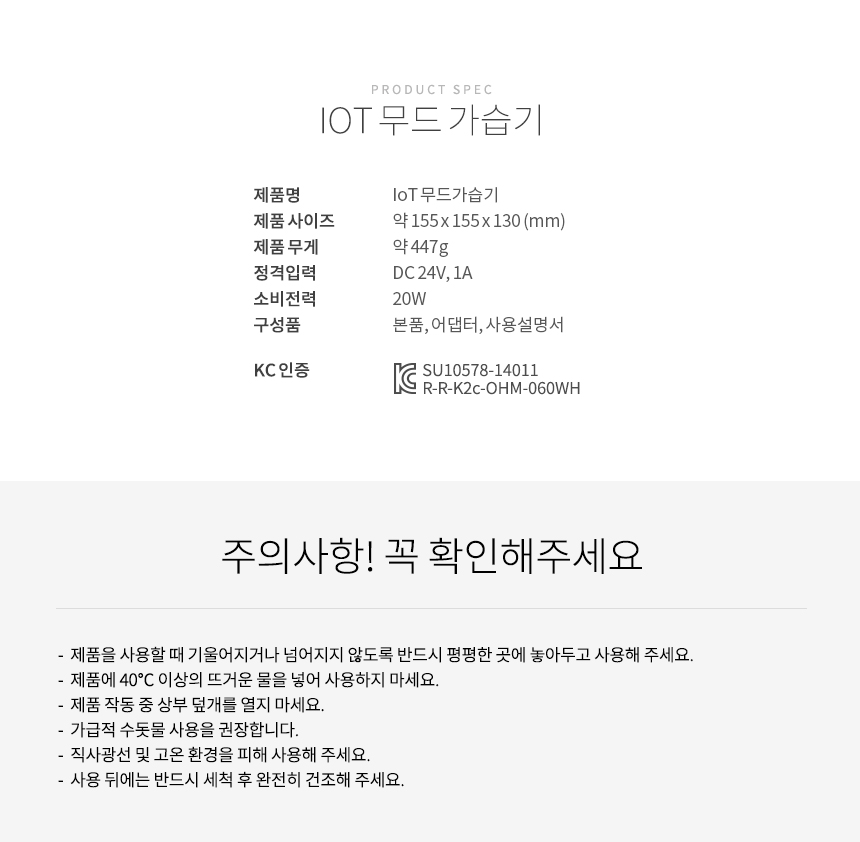 PRODUCT SPEC
IOT 무드 가습기
제품명 IoT 무드가습기
제품 사이즈 약 155 x 155 x 130 (mm)
제품 무게 약 447g
정격입력 DC 24V, 1A
소비전력 20W
구성품 본품, 어댑터, 사용설명서
KC 인증 SU10578-14011
R-R-K2c-OHM-060WH
주의사항! 꼭 확인해주세요
- 제품을 사용할 때 기울어지거나 넘어지지 않도록 반드시 평평한 곳에 놓아두고 사용해 주세요.
- 제품에 40°C 이상의 뜨거운 물을 넣어 사용하지 마세요.
- 제품 작동 중 상부 덮개를 열지 마세요.
- 가급적 수돗물 사용을 권장합니다.
- 직사광선 및 고온 환경을 피해 사용해 주세요.
- 사용 뒤에는 반드시 세척 후 완전히 건조해 주세요.